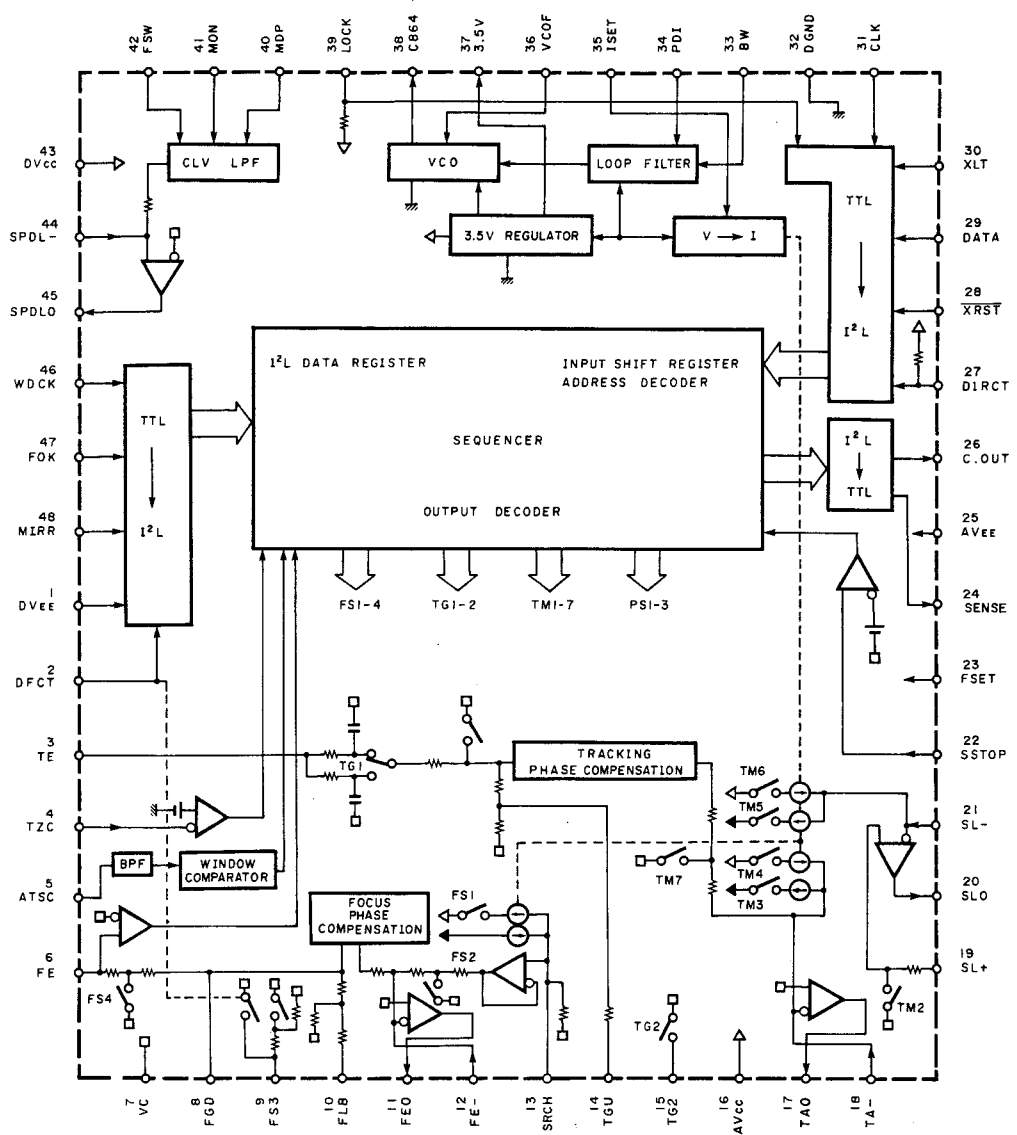 42 FSW
41 MON
40 MDP
39 LOCK
38 C864
37 3.5V
36 VCOF
35 ISET
34 PDI
33 BW
32 DGND
31 CLK
43
DVcc
CLV LPF
VCO
LOOP FILTER
3.5V REGULATOR
V → I
TTL
I²L
30
XLT
29
DATA
28
XRST
27
DIRCT
44
SPDL-
45
SPDLO
46
WDCK
47
FOK
48
MIRR
1
DVEE
2
DFCT
TTL
I²L
I²L DATA REGISTER
INPUT SHIFT REGISTER
ADDRESS DECODER
SEQUENCER
OUTPUT DECODER
I²L
TTL
26
C.OUT
25
AVEE
24
SENSE
23
FSET
22
SSTOP
FS1-4
TG1-2
TM1-7
PS1-3
3
TE
TG1
TRACKING
PHASE COMPENSATION
TM6
TM5
TM4
TM3
TM7
21
SL-
20
SLO
19
SL+
TM2
4
TZC
5
ATSC
BPF
WINDOW
COMPARATOR
6
FE
FS4
FOCUS
PHASE
COMPENSATION
FS1
FS2
TG2
7 VC
8 FGD
9 FS3
10 FLB
11 FEO
12 FE-
13 SRCH
14 TGU
15 TG2
16 AVcc
17 TAO
18 TA-